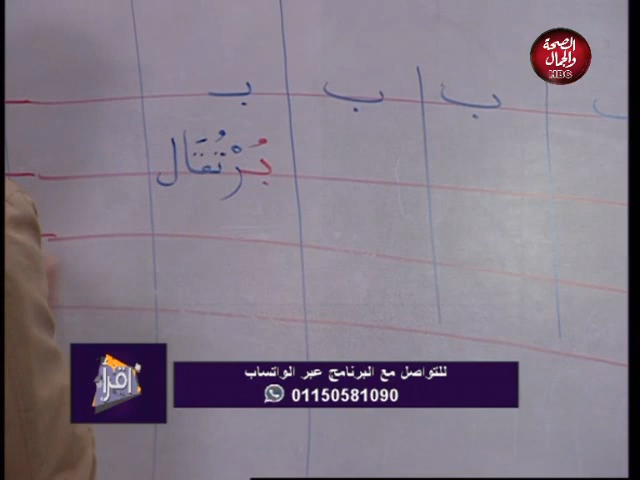 الصحة
والجمال
HBC
ب ب ب ب
بُرْتُقَال
اقرأ
للتواصل مع البرنامج عبر الواتساب
01150581090